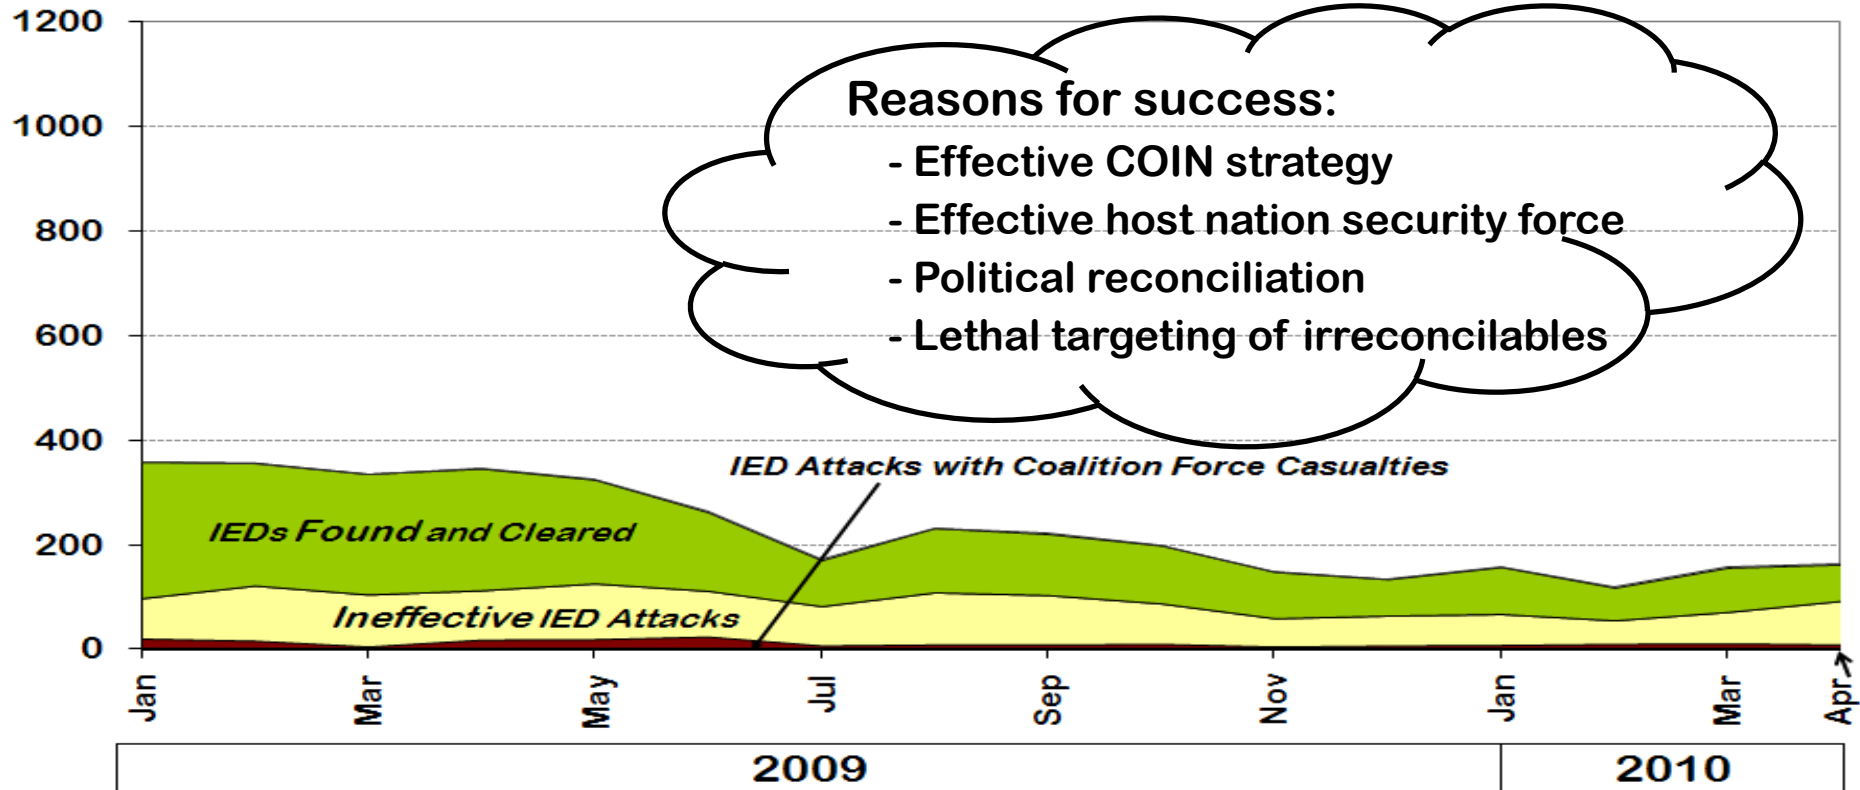 1200
1000
800
600
400
200
0
Reasons for success:
- Effective COIN strategy
- Effective host nation security force
- Political reconciliation
- Lethal targeting of irreconcilables
IED Attacks with Coalition Force Casualties
IEDs Found and Cleared
Ineffective IED Attacks
Jan
Mar
May
Jul
Sep
Nov
Jan
Mar
Apr
2009
2010